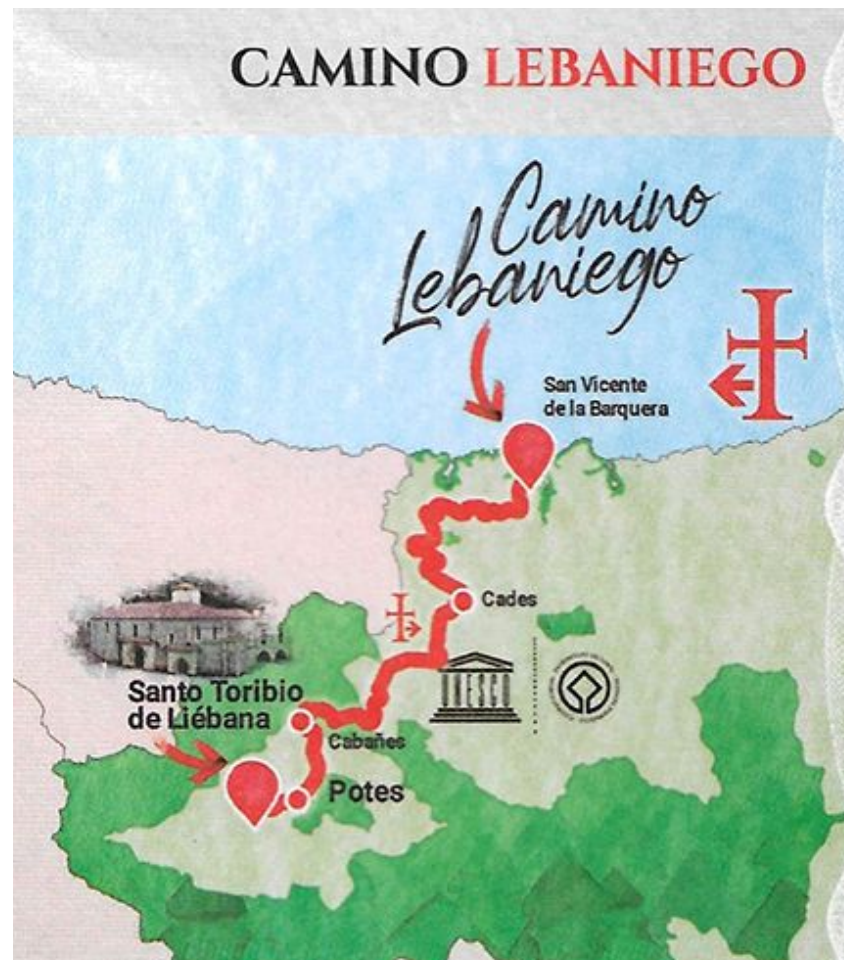 CAMINO LEBANIEGO
Camino
Lebaniego
San Vicente
de la Barquera
Cades
UNESCO
Santo Toribio
de Liébana
Cabañes
Potes